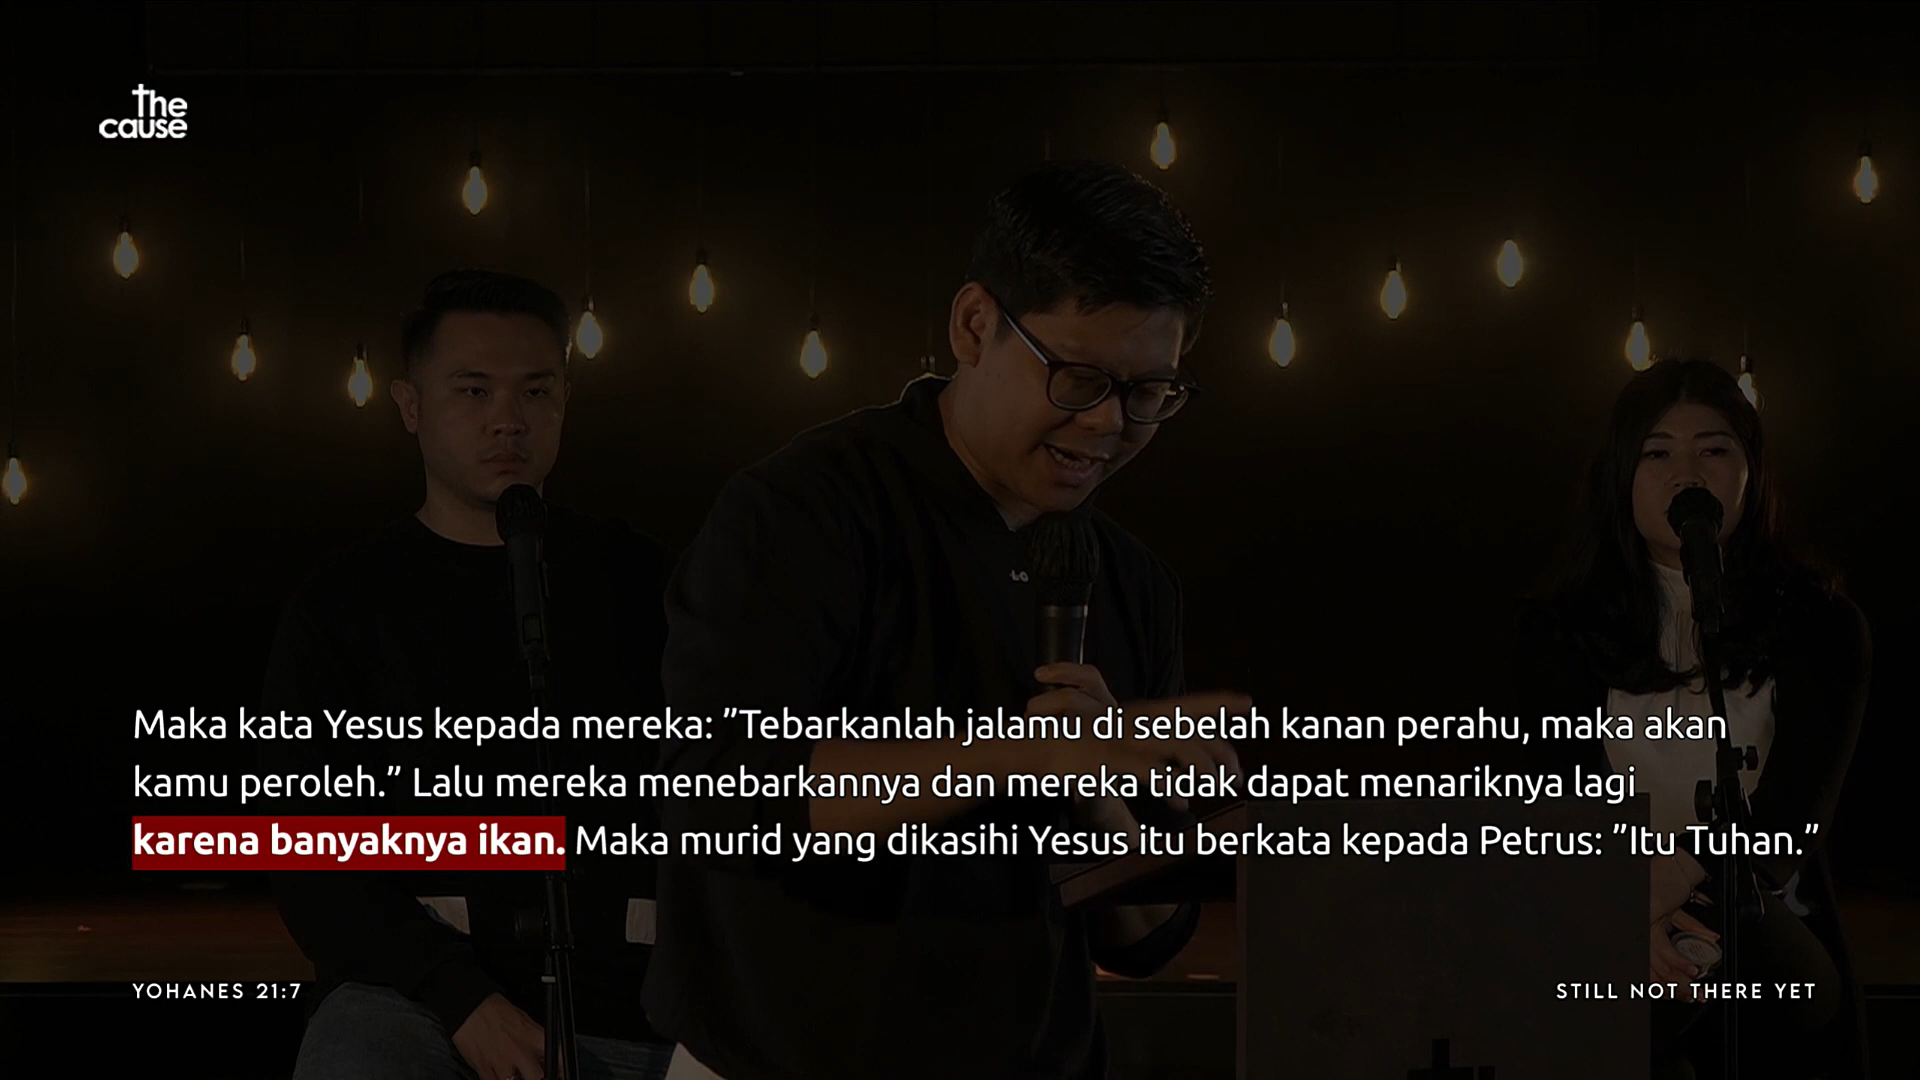 the
cause
Maka kata Yesus kepada mereka: ”Tebarkanlah jalamu di sebelah kanan perahu, maka akan
kamu peroleh.” Lalu mereka menebarkannya dan mereka tidak dapat menariknya lagi
karena banyaknya ikan. Maka murid yang dikasihi Yesus itu berkata kepada Petrus: ”Itu Tuhan.”
YOHANES 21:7
STILL NOT THERE YET